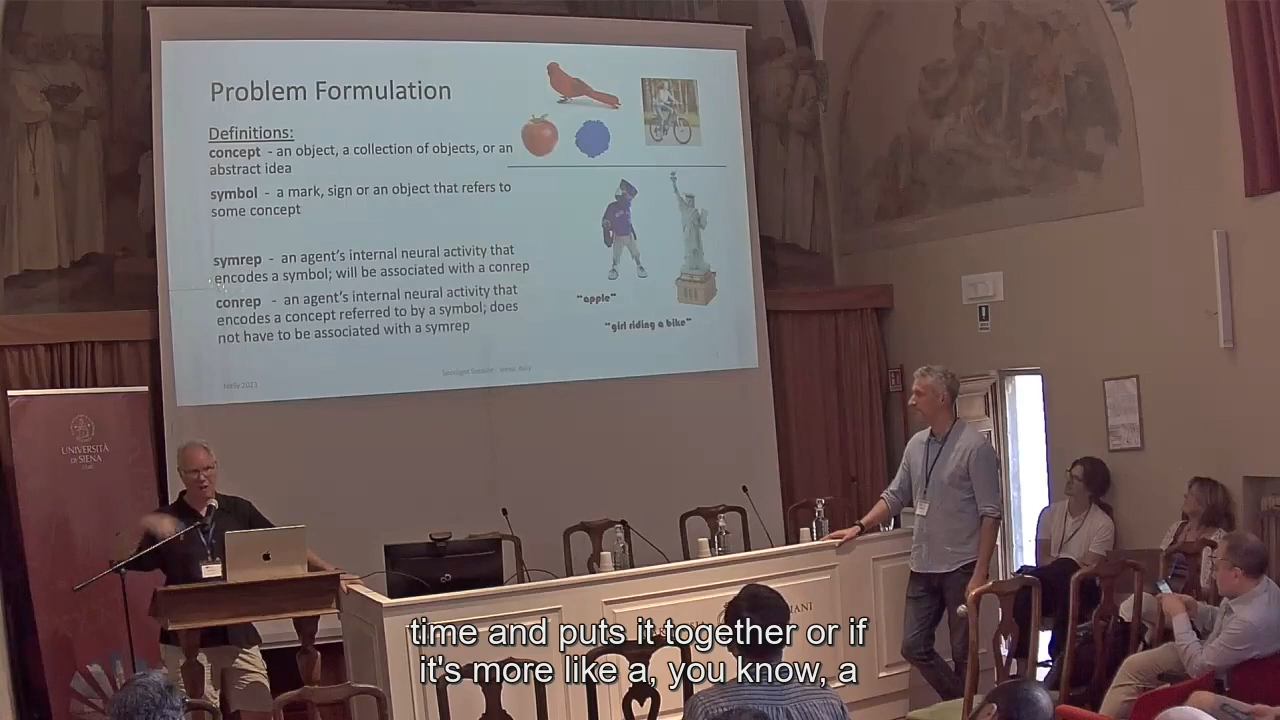 Problem Formulation
Definitions:
concept - an object, a collection of objects, or an
abstract idea
symbol - a mark, sign or an object that refers to
some concept
symrep - an agent's internal neural activity that
encodes a symbol; will be associated with a conrep
conrep - an agent's internal neural activity that
encodes a concept referred to by a symbol; does
not have to be associated with a symrep
"apple"
"girl riding a bike"
UNIVERSITÀ
DI SIENA
time and puts it together or if
it's more like a, you know, a